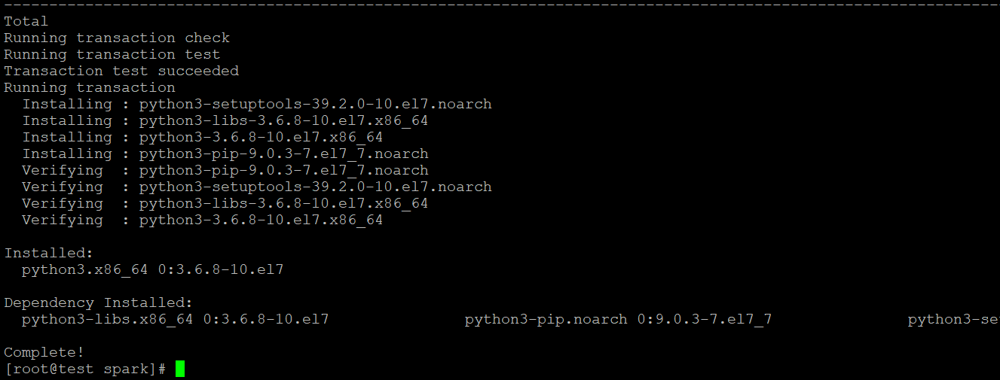 --------------------------------------------------------------------------------------------------------------
Total
Running transaction check
Running transaction test
Transaction test succeeded
Running transaction
  Installing : python3-setuptools-39.2.0-10.el7.noarch
  Installing : python3-libs-3.6.8-10.el7.x86_64
  Installing : python3-3.6.8-10.el7.x86_64
  Installing : python3-pip-9.0.3-7.el7_7.noarch
  Verifying  : python3-pip-9.0.3-7.el7_7.noarch
  Verifying  : python3-setuptools-39.2.0-10.el7.noarch
  Verifying  : python3-libs-3.6.8-10.el7.x86_64
  Verifying  : python3-3.6.8-10.el7.x86_64
Installed:
  python3.x86_64 0:3.6.8-10.el7
Dependency Installed:
  python3-libs.x86_64 0:3.6.8-10.el7               python3-pip.noarch 0:9.0.3-7.el7_7               python3-se
Complete!
[root@test spark]#